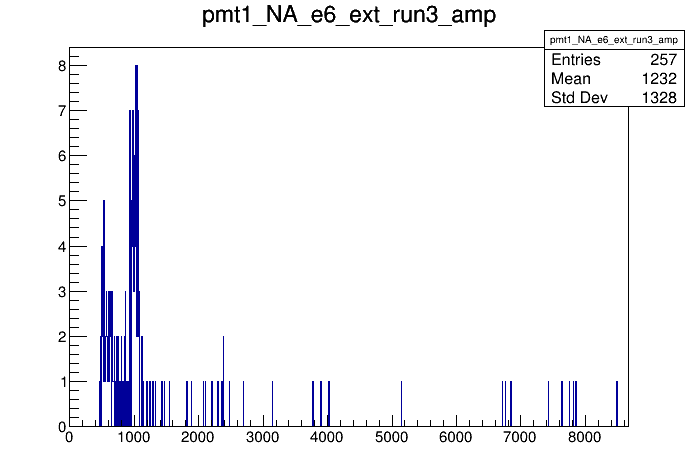 pmt1_NA_e6_ext_run3_amp
pmt1_NA_e6_ext_run3_amp
Entries 257
Mean 1232
Std Dev 1328
8
7
6
5
4
3
2
1
0
0 1000 2000 3000 4000 5000 6000 7000 8000